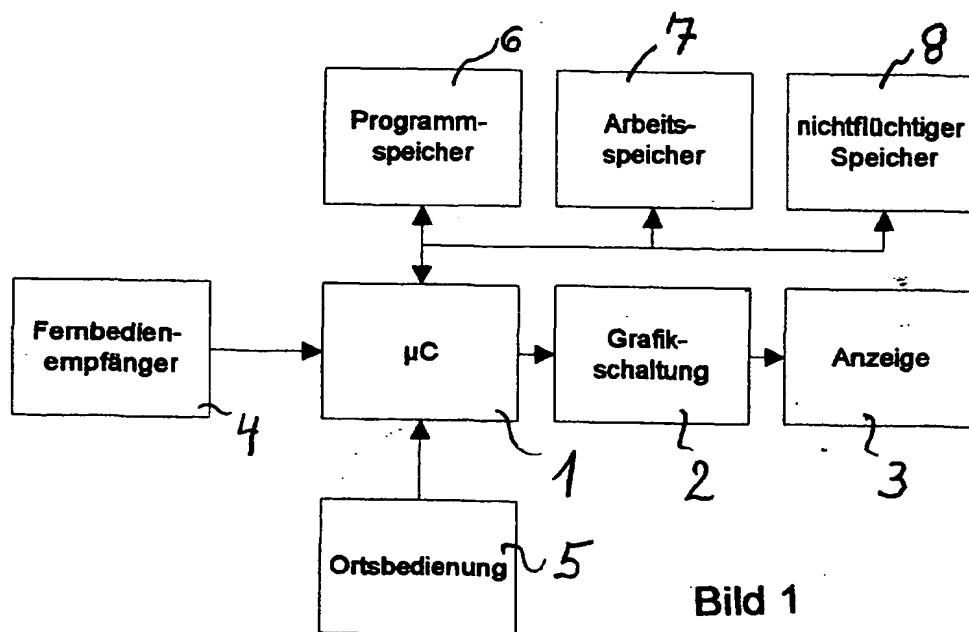 6
7
8
Programm-
speicher
Arbeits-
speicher
nichtflüchtiger
Speicher
Fernbedien-
empfänger
µC
Grafik-
schaltung
Anzeige
4
1
2
3
Ortsbedienung
5
Bild 1